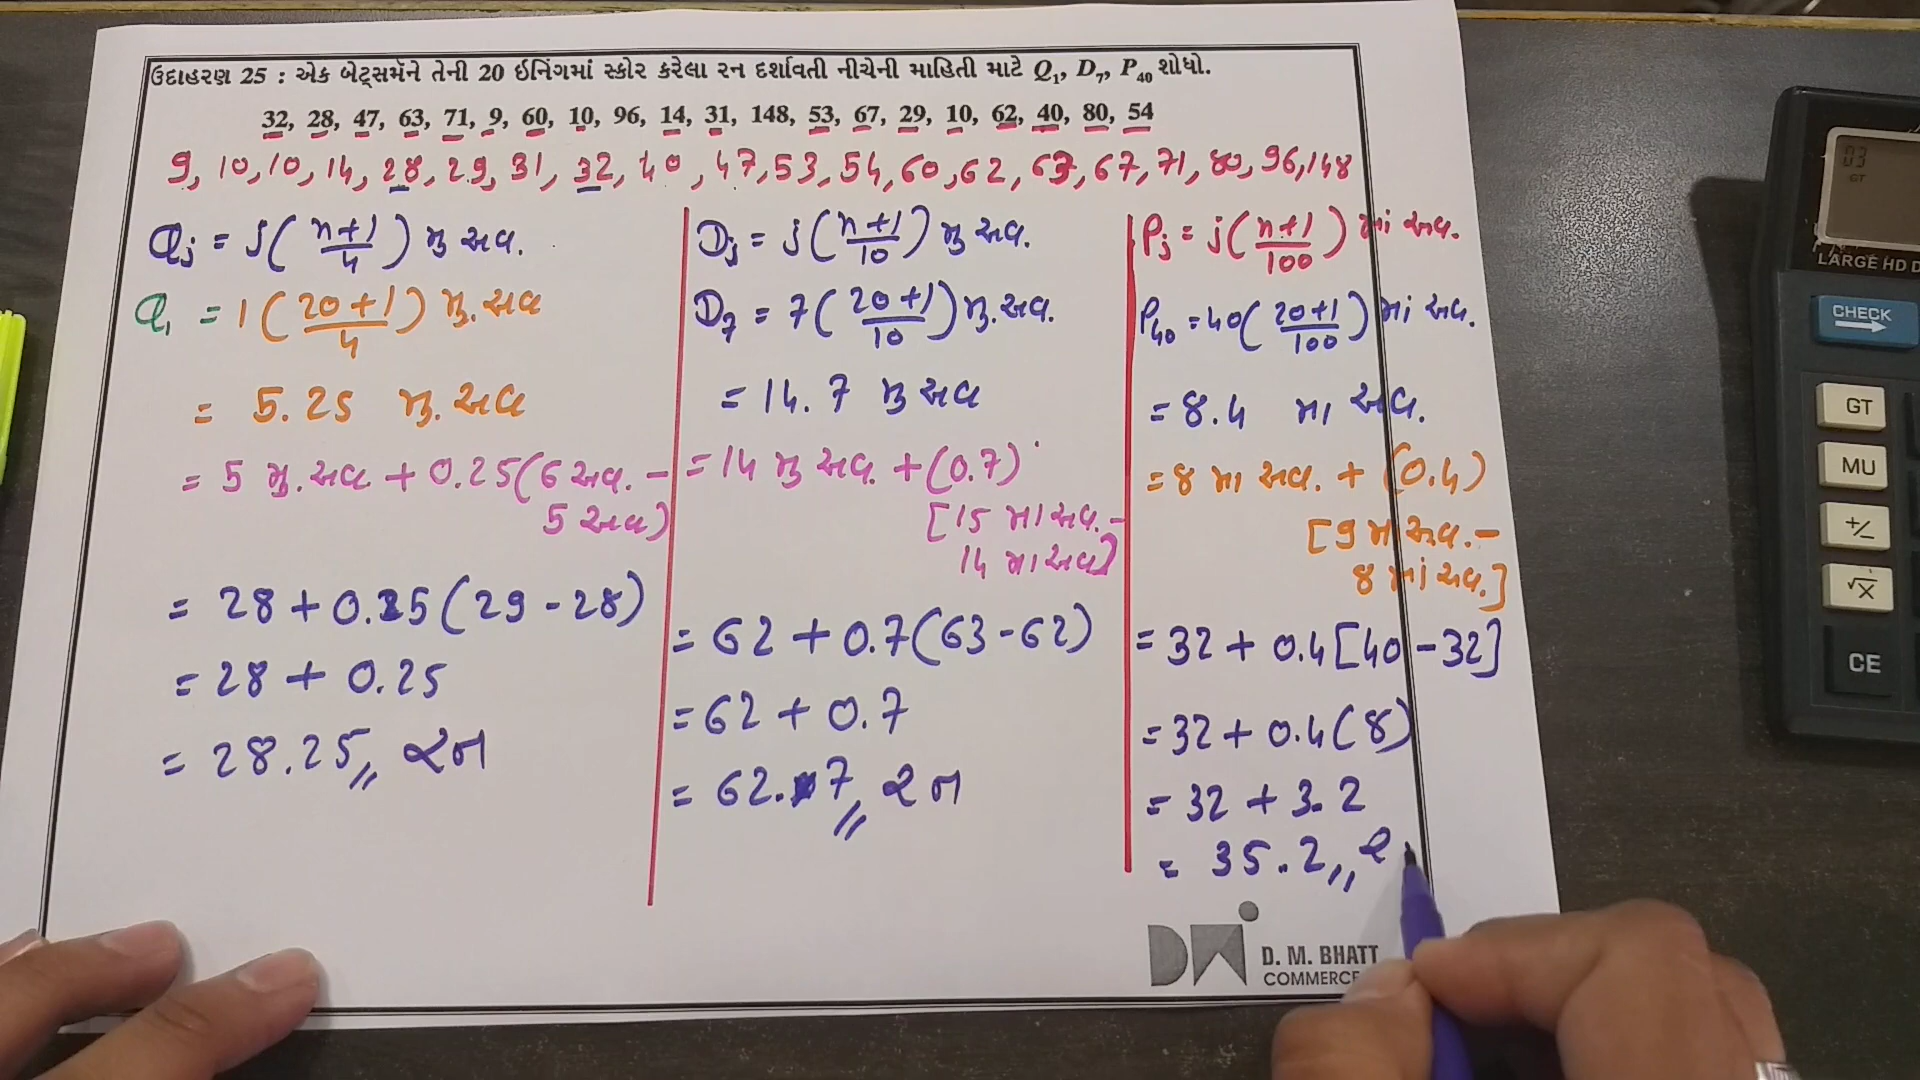 ઉદાહરણ 25 : એક બેટ્સમૅને તેની 20 ઇનિંગમાં સ્કોર કરેલા રન દર્શાવતી નીચેની માહિતી માટે Q₁, D₇, P₄₀ શોધો.
32, 28, 47, 63, 71, 9, 60, 10, 96, 14, 31, 148, 53, 67, 29, 10, 62, 40, 80, 54
9, 10, 10, 14, 28, 29, 31, 32, 40, 47, 53, 54, 60, 62, 63, 67, 71, 80, 96, 148
Qj = j(n+1/4) મુ અવ.
Q₁ = 1(20+1/4) મુ.અવ
= 5.25 મુ.અવ
= 5 મુ.અવ + 0.25(6 અવ. -
5 અવ)
= 28 + 0.25(29 - 28)
= 28 + 0.25
= 28.25,, રન
Dj = j(n+1/10) મુ અવ.
D₇ = 7(20+1/10) મુ.અવ.
= 14.7 મુ અવ
= 14 મુ અવ. + (0.7)
[15 મા અવ. -
14 મા અવ]
= 62 + 0.7(63 - 62)
= 62 + 0.7
= 62.7,, રન
Pj = j(n+1/100) માં અવ.
P₄₀ = 40(20+1/100) માં અવ.
= 8.4 મા અવ.
= 8 મા અવ. + (0.4)
[9 મ અવ. -
8 માં અવ.]
= 32 + 0.4[40 - 32]
= 32 + 0.4(8)
= 32 + 3.2
= 35.2,, ર
D. M. BHATT
COMMERCE
LARGE HD D
CHECK
GT
MU
+/-
√X
CE